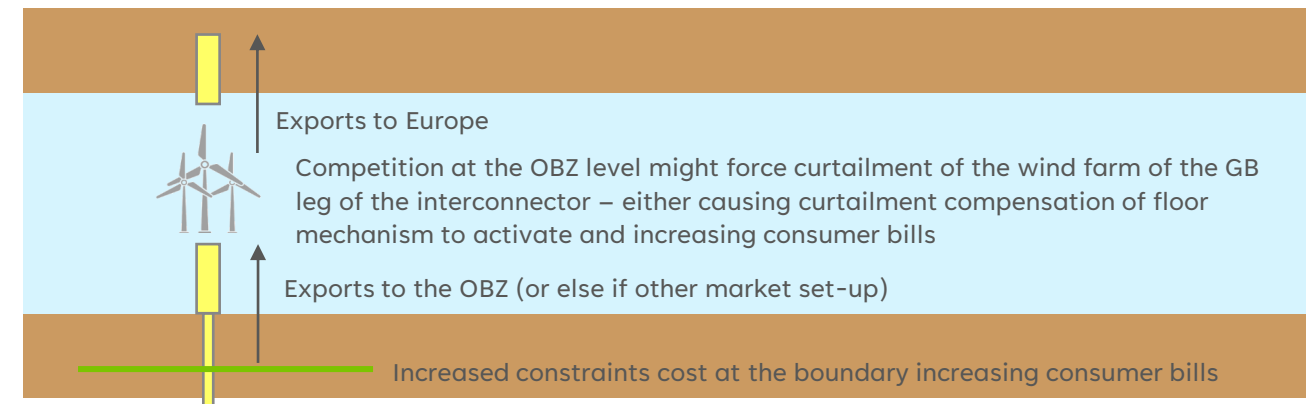 Exports to Europe
Competition at the OBZ level might force curtailment of the wind farm of the GB
leg of the interconnector – either causing curtailment compensation of floor
mechanism to activate and increasing consumer bills
Exports to the OBZ (or else if other market set-up)
Increased constraints cost at the boundary increasing consumer bills